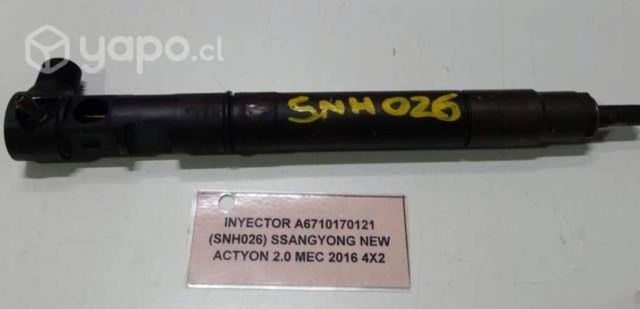 yapo.cl
SNH026
INYECTOR A6710170121
(SNH026) SSANGYONG NEW
ACTYON 2.0 MEC 2016 4X2